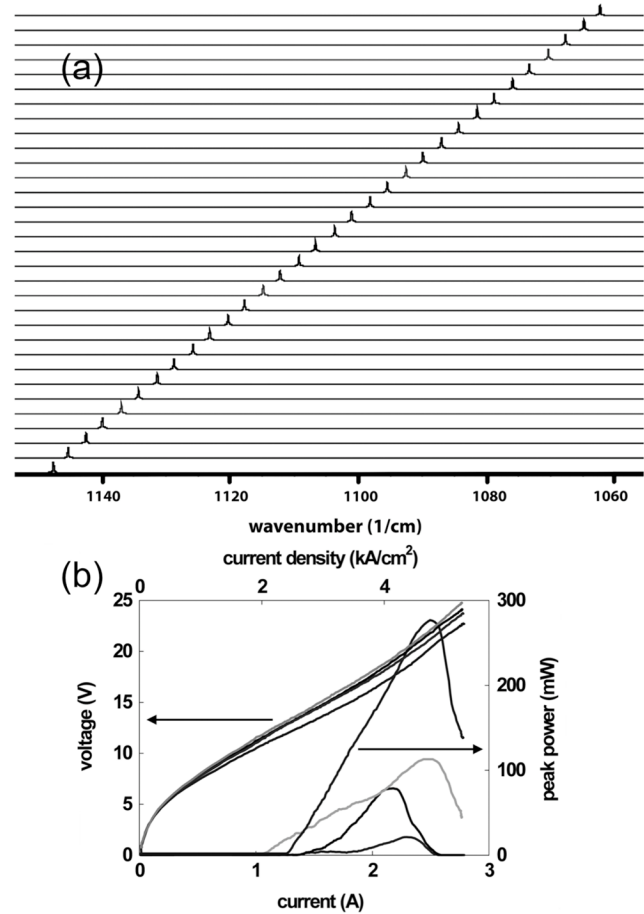 (a)
1140 1120 1100 1080 1060
wavenumber (1/cm)
(b)
current density (kA/cm²)
0 2 4
25 300
20
200
15
10
100
5
0 0
0 1 2 3
voltage (V)
peak power (mW)
current (A)